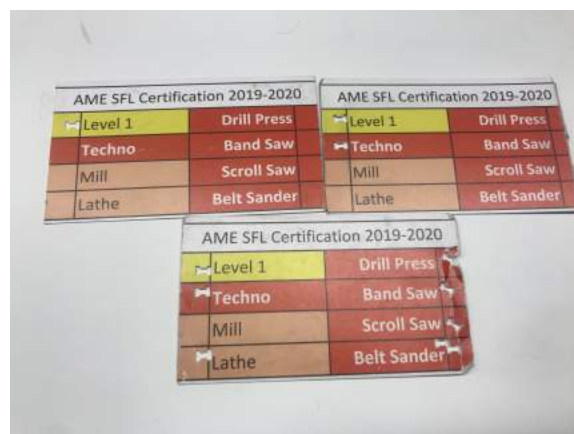 AME SFL Certification 2019-2020
Level 1 Drill Press
Techno Band Saw
Mill Scroll Saw
Lathe Belt Sander
AME SFL Certification 2019-2020
Level 1 Drill Press
Techno Band Saw
Mill Scroll Saw
Lathe Belt Sander
AME SFL Certification 2019-2020
Level 1 Drill Press
Techno Band Saw
Mill Scroll Saw
Lathe Belt Sander